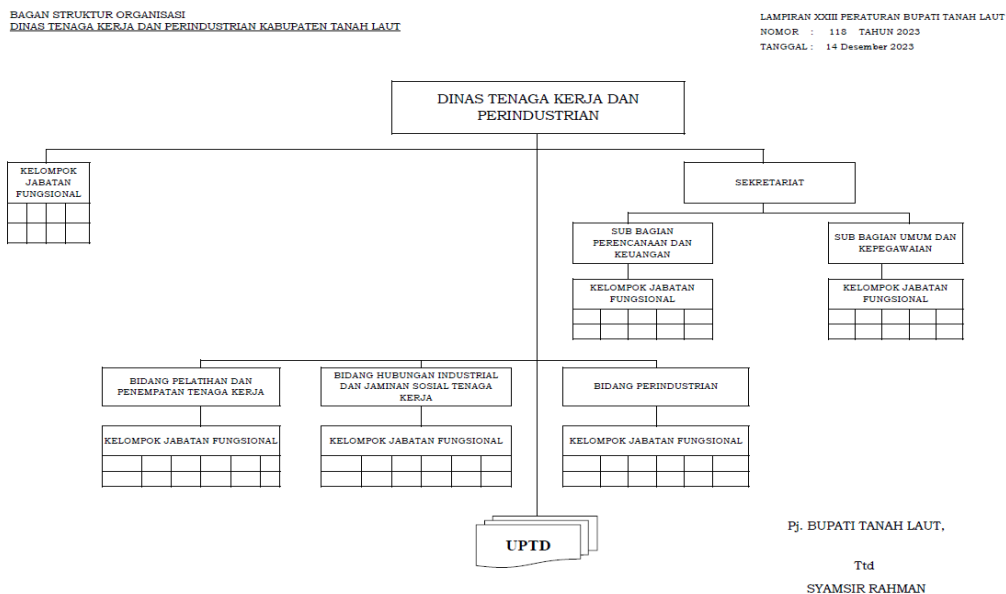 BAGAN STRUKTUR ORGANISASI
DINAS TENAGA KERJA DAN PERINDUSTRIAN KABUPATEN TANAH LAUT
LAMPIRAN XXIII PERATURAN BUPATI TANAH LAUT
NOMOR : 118 TAHUN 2023
TANGGAL : 14 Desember 2023
DINAS TENAGA KERJA DAN
PERINDUSTRIAN
KELOMPOK
JABATAN
FUNGSIONAL
SEKRETARIAT
SUB BAGIAN
PERENCANAAN DAN
KEUANGAN
SUB BAGIAN UMUM DAN
KEPEGAWAIAN
KELOMPOK JABATAN
FUNGSIONAL
KELOMPOK JABATAN
FUNGSIONAL
BIDANG PELATIHAN DAN
PENEMPATAN TENAGA KERJA
BIDANG HUBUNGAN INDUSTRIAL
DAN JAMINAN SOSIAL TENAGA
KERJA
BIDANG PERINDUSTRIAN
KELOMPOK JABATAN FUNGSIONAL
KELOMPOK JABATAN FUNGSIONAL
KELOMPOK JABATAN FUNGSIONAL
UPTD
Pj. BUPATI TANAH LAUT,
Ttd
SYAMSIR RAHMAN